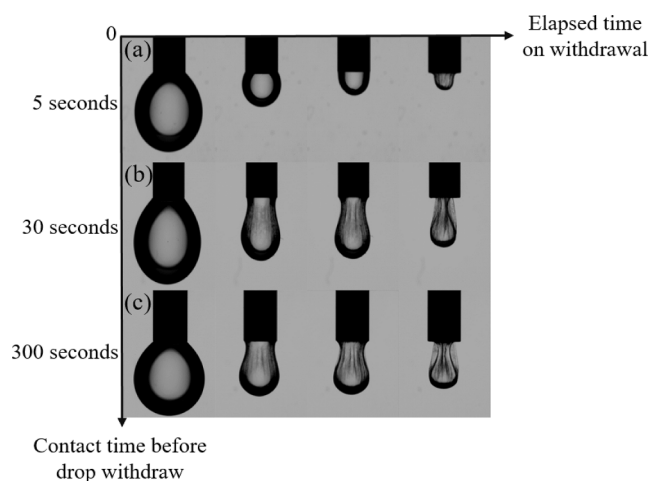 0
Elapsed time
on withdrawal
(a)
5 seconds
(b)
30 seconds
(c)
300 seconds
Contact time before
drop withdraw